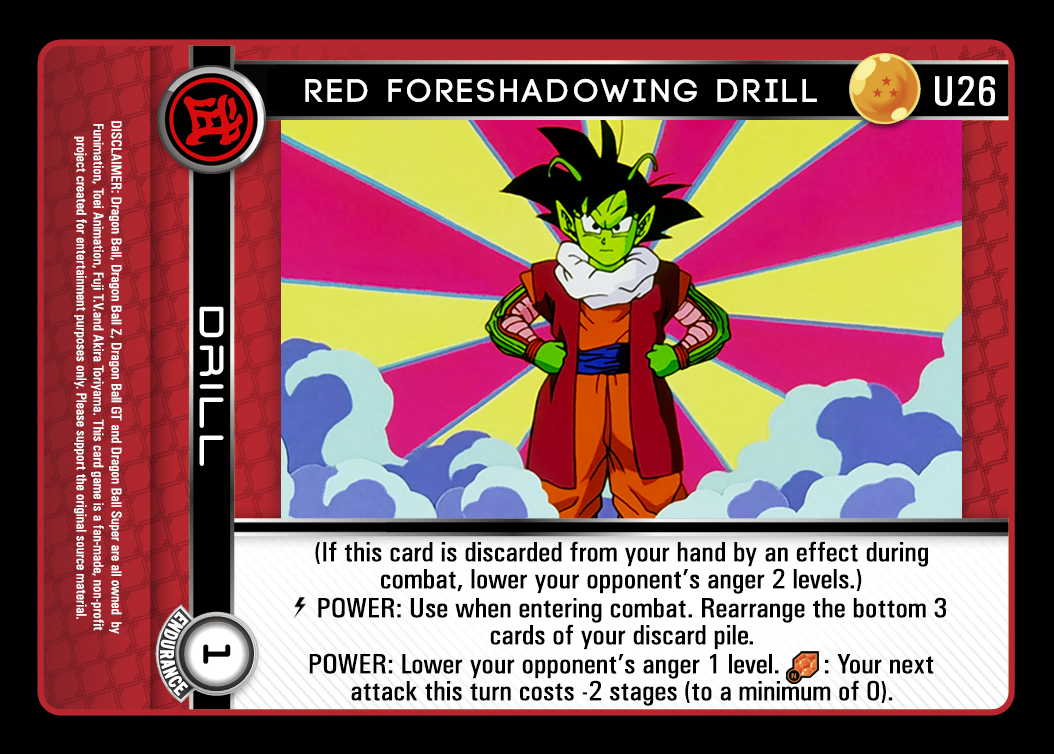 RED FORESHADOWING DRILL
U26
武
DRILL
(If this card is discarded from your hand by an effect during
combat, lower your opponent's anger 2 levels.)
POWER: Use when entering combat. Rearrange the bottom 3
cards of your discard pile.
POWER: Lower your opponent's anger 1 level. N : Your next
attack this turn costs -2 stages (to a minimum of 0).
ENDURANCE
1
DISCLAIMER: Dragon Ball, Dragon Ball Z, Dragon Ball GT and Dragon Ball Super are all owned by
Funimation, Toei Animation, Fuji T.V.and Akira Toriyama. This card game is a fan-made, non-profit
project created for entertainment purposes only. Please support the original source material.